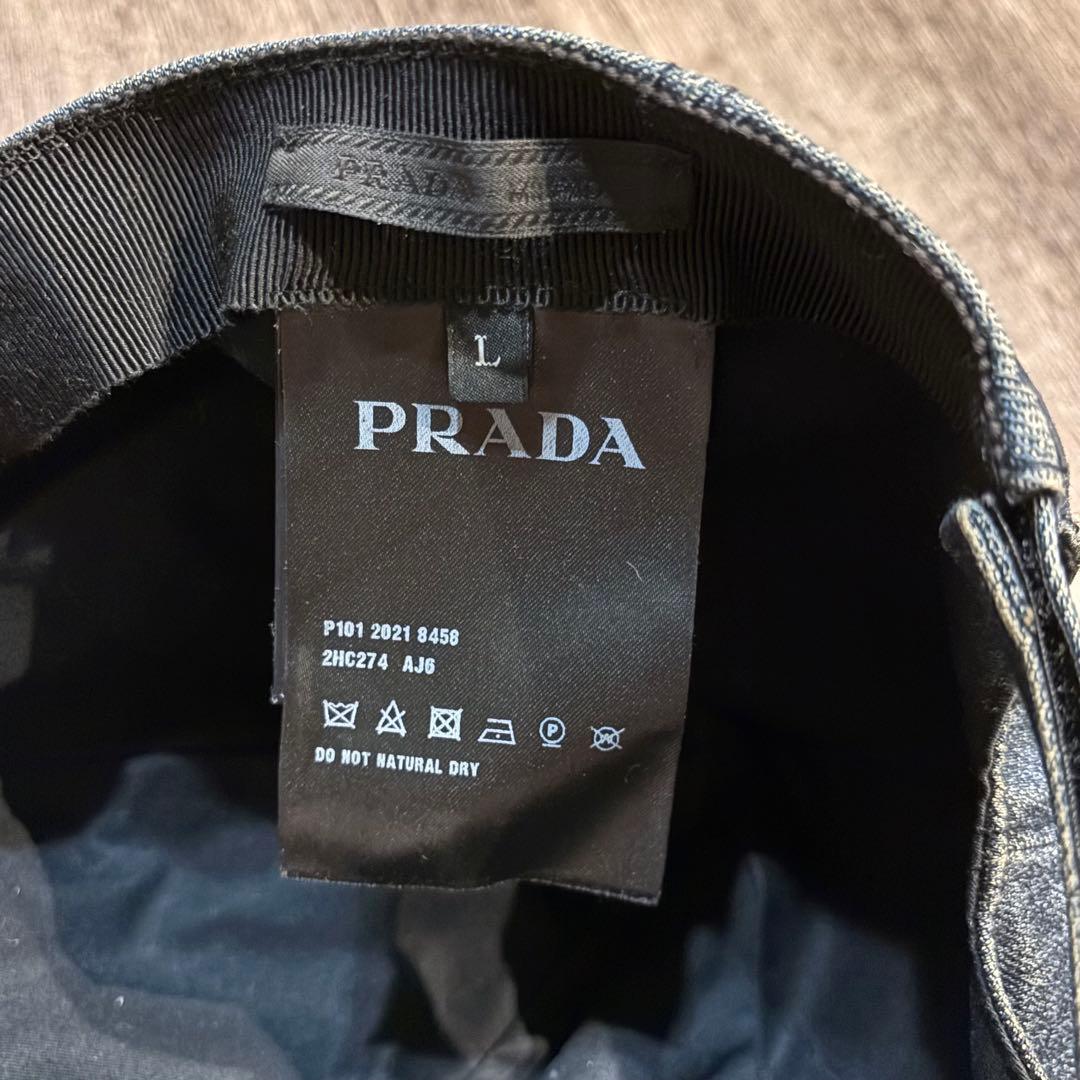 PRADA
L
PRADA
P101 2021 8458
2HC274 AJ6
P
DO NOT NATURAL DRY